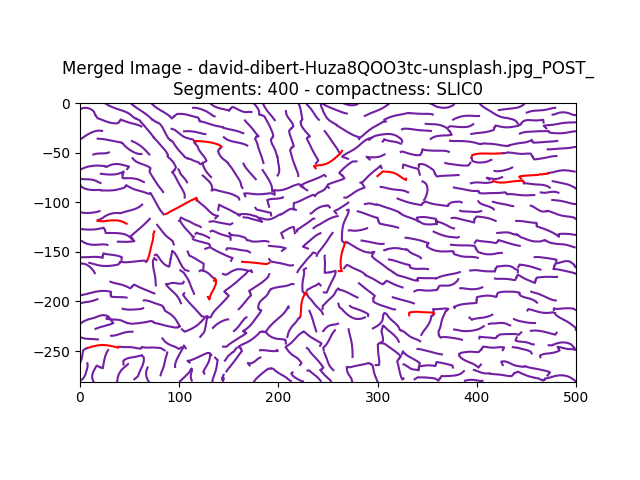 Merged Image - david-dibert-Huza8QOO3tc-unsplash.jpg_POST_
Segments: 400 - compactness: SLIC0
0
−50
−100
−150
−200
−250
0 100 200 300 400 500